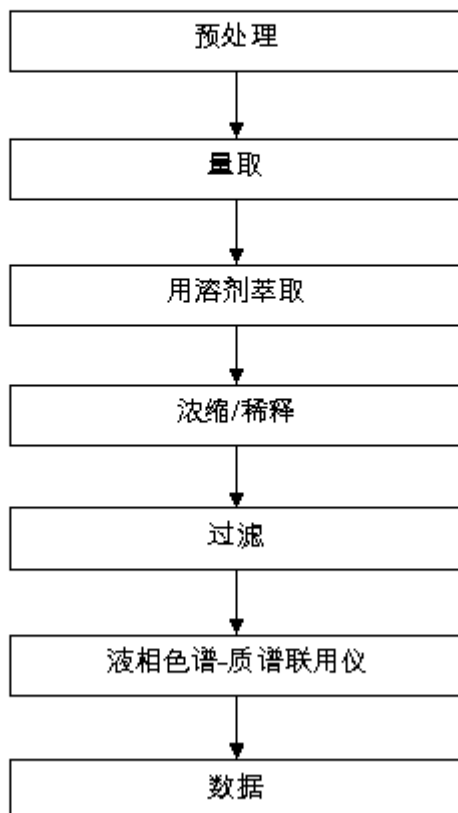 预处理
量取
用溶剂萃取
浓缩/稀释
过滤
液相色谱-质谱联用仪
数据